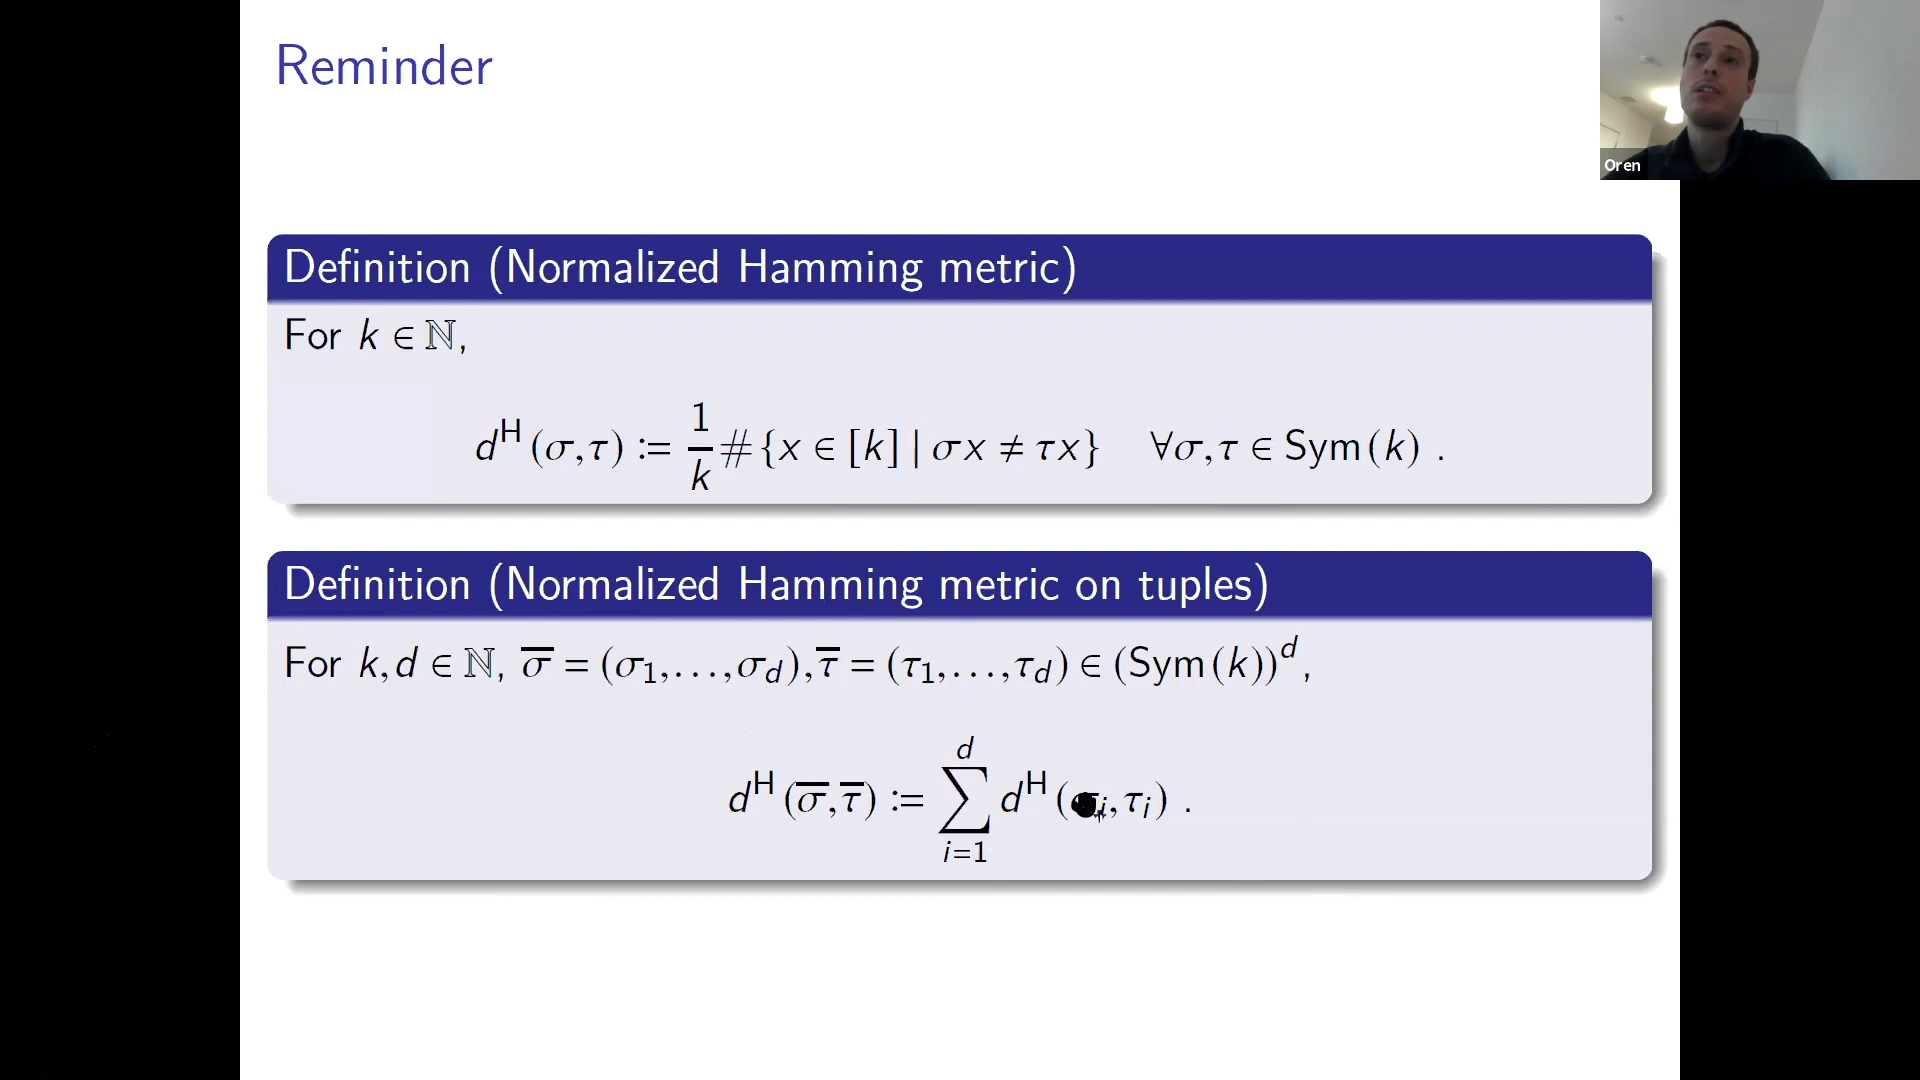 Reminder
Oren
Definition (Normalized Hamming metric)
For k ∈ ℕ,
d^H (σ,τ) := 1/k #{x ∈ [k] | σx ≠ τx} ∀σ,τ ∈ Sym(k) .
Definition (Normalized Hamming metric on tuples)
For k,d ∈ ℕ, σ̅ = (σ₁,...,σ_d), τ̅ = (τ₁,...,τ_d) ∈ (Sym(k))^d,
d^H (σ̅,τ̅) := ∑_{i=1}^{d} d^H (σ_i,τ_i) .